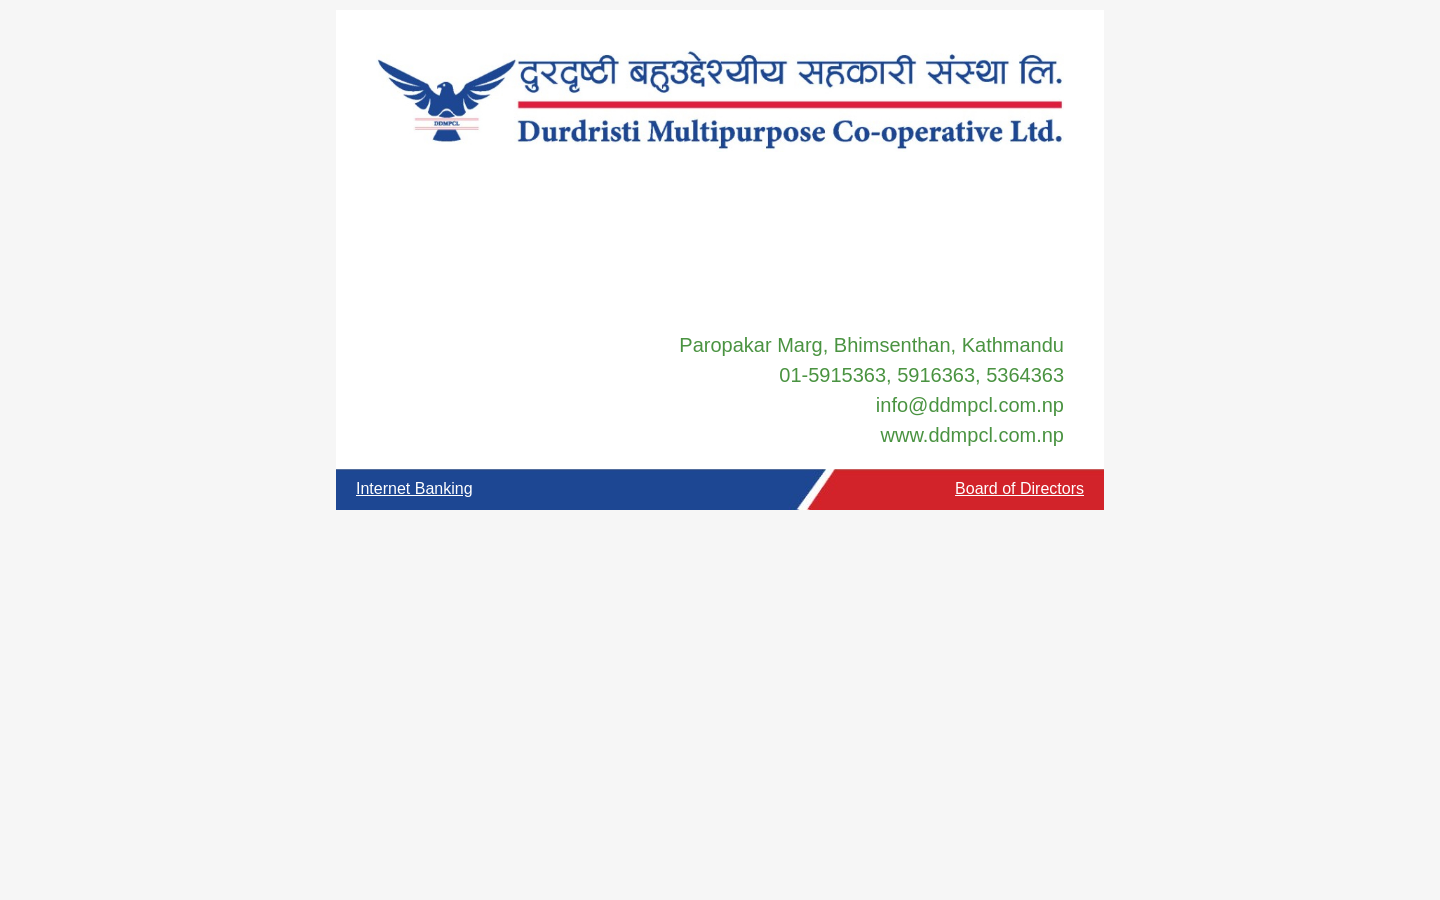 दुरदृष्टी बहुउद्देश्यीय सहकारी संस्था लि.
DDMPCL
Durdristi Multipurpose Co-operative Ltd.
Paropakar Marg, Bhimsenthan, Kathmandu
01-5915363, 5916363, 5364363
info@ddmpcl.com.np
www.ddmpcl.com.np
Internet Banking
Board of Directors